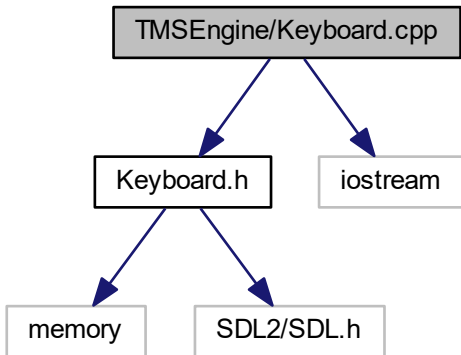 TMSEngine/Keyboard.cpp
Keyboard.h
iostream
memory
SDL2/SDL.h